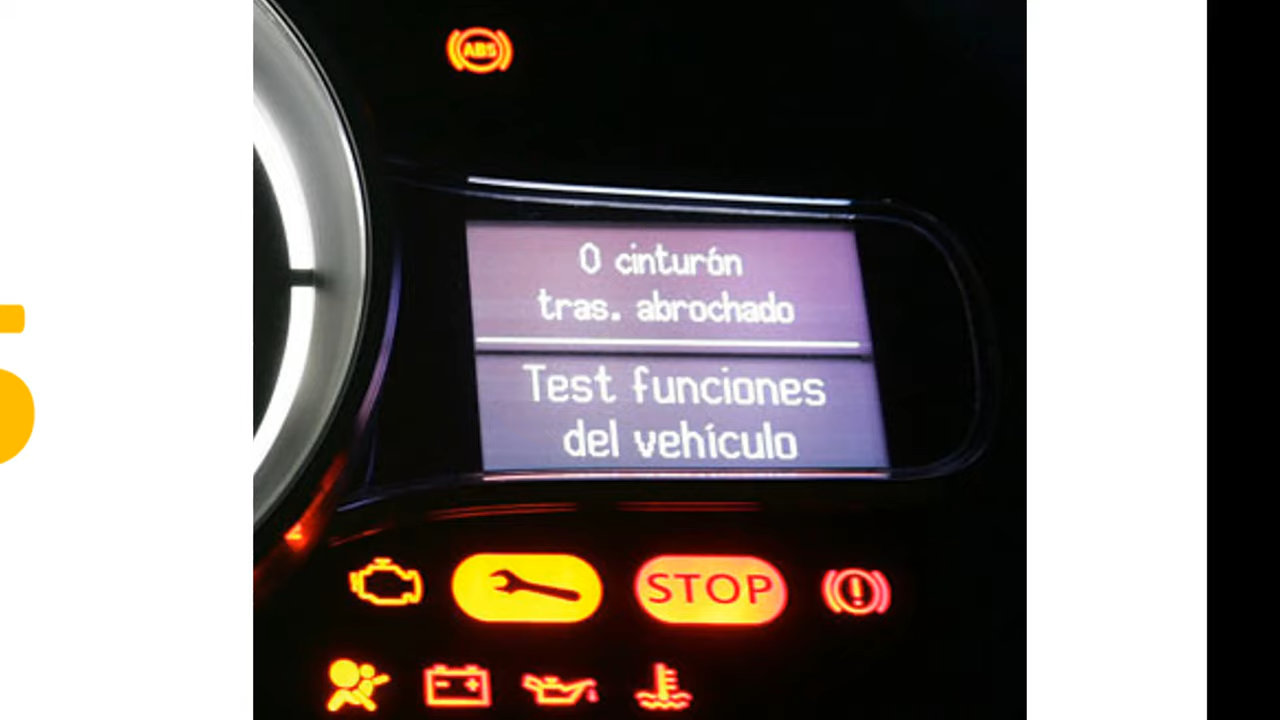 ABS
0 cinturón
tras. abrochado
Test funciones
del vehículo
STOP